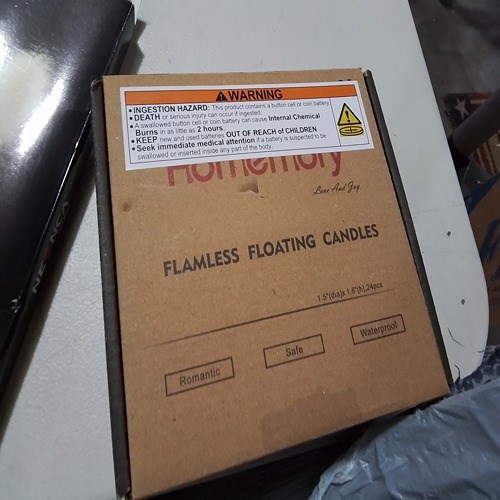 WARNING
• INGESTION HAZARD: This product contains a button cell or coin battery.
• DEATH or serious injury can occur if ingested.
• A swallowed button cell or coin battery can cause Internal Chemical
Burns in as little as 2 hours.
• KEEP new and used batteries OUT OF REACH of CHILDREN
• Seek immediate medical attention if a battery is suspected to be
swallowed or inserted inside any part of the body.
Homemory
Love And Joy
FLAMLESS FLOATING CANDLES
1.5"(dia)x 1.6"(h),24pcs
Romantic
Safe
Waterproof